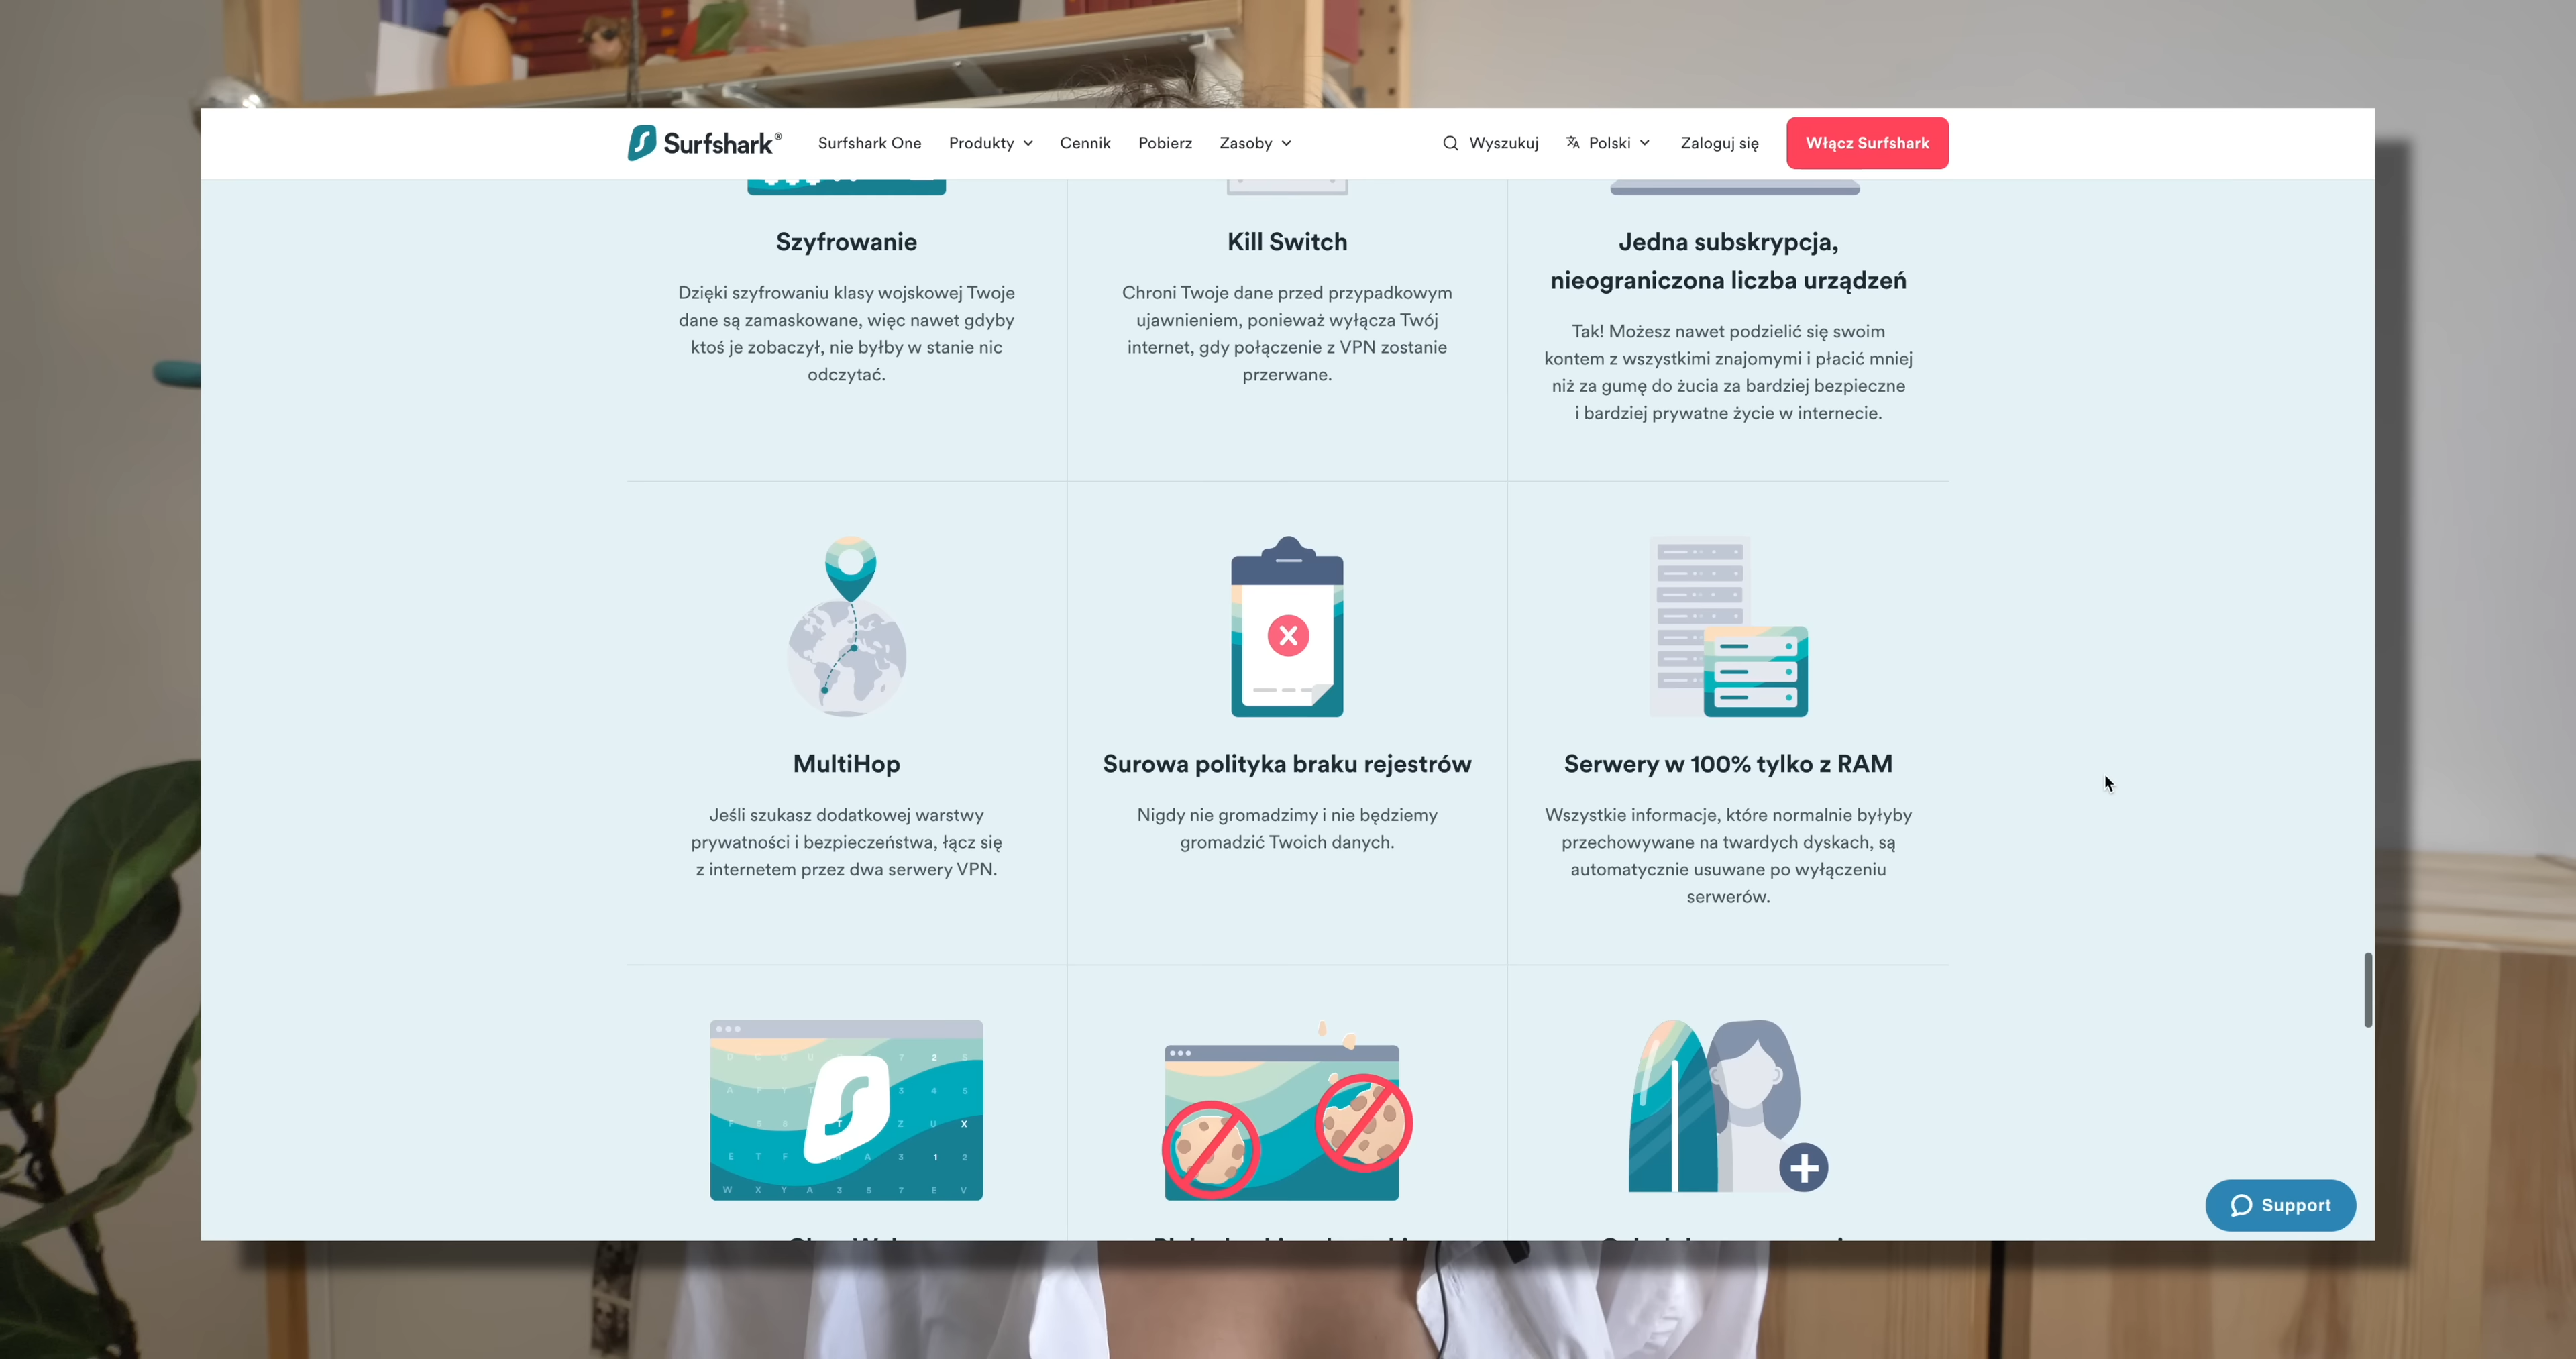 Surfshark®
Surfshark One
Produkty
Cennik
Pobierz
Zasoby
Wyszukuj
Polski
Zaloguj się
Włącz Surfshark
Szyfrowanie
Dzięki szyfrowaniu klasy wojskowej Twoje
dane są zamaskowane, więc nawet gdyby
ktoś je zobaczył, nie byłby w stanie nic
odczytać.
Kill Switch
Chroni Twoje dane przed przypadkowym
ujawnieniem, ponieważ wyłącza Twój
internet, gdy połączenie z VPN zostanie
przerwane.
Jedna subskrypcja,
nieograniczona liczba urządzeń
Tak! Możesz nawet podzielić się swoim
kontem z wszystkimi znajomymi i płacić mniej
niż za gumę do żucia za bardziej bezpieczne
i bardziej prywatne życie w internecie.
MultiHop
Jeśli szukasz dodatkowej warstwy
prywatności i bezpieczeństwa, łącz się
z internetem przez dwa serwery VPN.
Surowa polityka braku rejestrów
Nigdy nie gromadzimy i nie będziemy
gromadzić Twoich danych.
Serwery w 100% tylko z RAM
Wszystkie informacje, które normalnie byłyby
przechowywane na twardych dyskach, są
automatycznie usuwane po wyłączeniu
serwerów.
Support